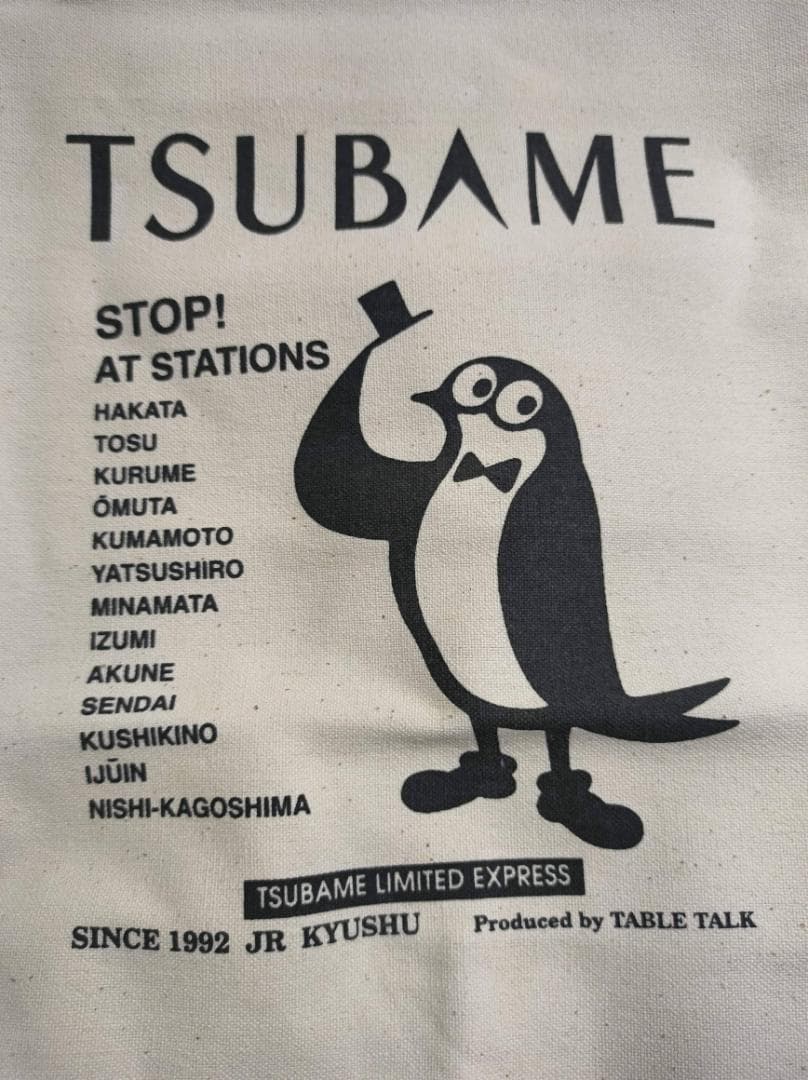 TSUBAME
STOP!
AT STATIONS
HAKATA
TOSU
KURUME
ŌMUTA
KUMAMOTO
YATSUSHIRO
MINAMATA
IZUMI
AKUNE
SENDAI
KUSHIKINO
IJŪIN
NISHI-KAGOSHIMA
TSUBAME LIMITED EXPRESS
SINCE 1992 JR KYUSHU Produced by TABLE TALK